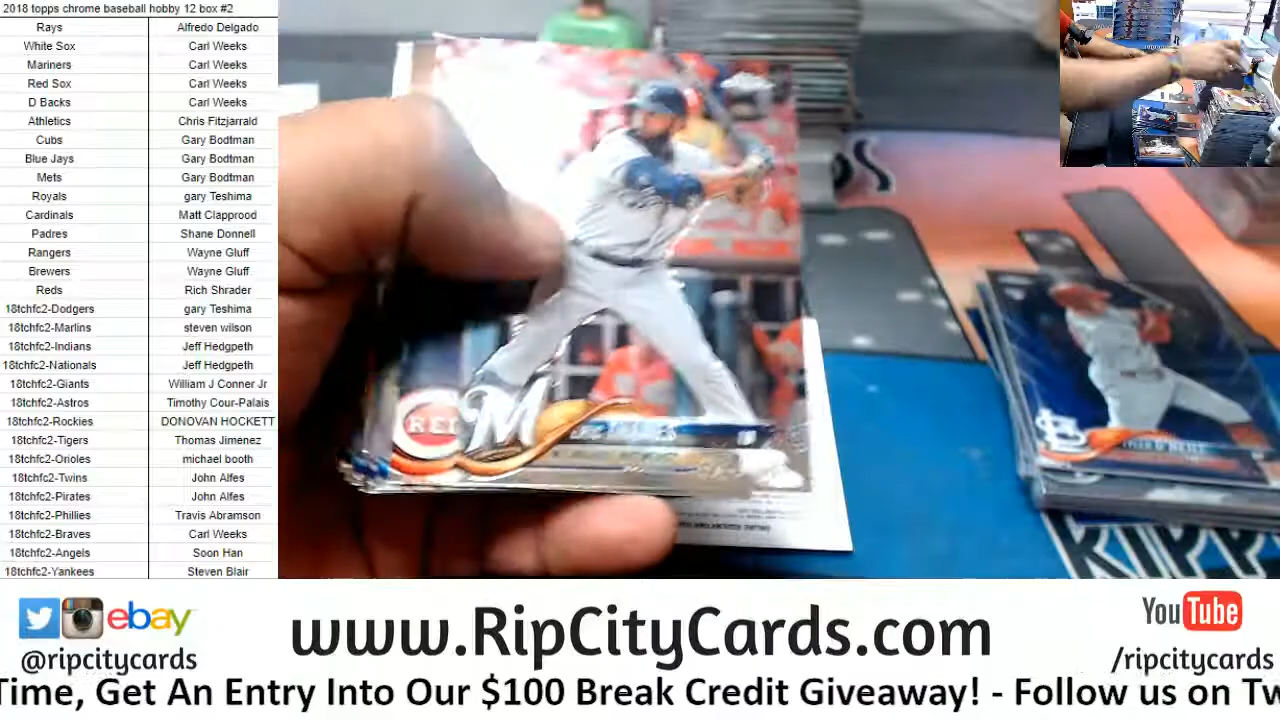 2018 topps chrome baseball hobby 12 box #2
Rays Alfredo Delgado
White Sox Carl Weeks
Mariners Carl Weeks
Red Sox Carl Weeks
D Backs Carl Weeks
Athletics Chris Fitzjarrald
Cubs Gary Bodtman
Blue Jays Gary Bodtman
Mets Gary Bodtman
Royals gary Teshima
Cardinals Matt Clapprood
Padres Shane Donnell
Rangers Wayne Gluff
Brewers Wayne Gluff
Reds Rich Shrader
18tchfc2-Dodgers gary Teshima
18tchfc2-Marlins steven wilson
18tchfc2-Indians Jeff Hedgpeth
18tchfc2-Nationals Jeff Hedgpeth
18tchfc2-Giants William J Conner Jr
18tchfc2-Astros Timothy Cour-Palais
18tchfc2-Rockies DONOVAN HOCKETT
18tchfc2-Tigers Thomas Jimenez
18tchfc2-Orioles michael booth
18tchfc2-Twins John Alfes
18tchfc2-Pirates John Alfes
18tchfc2-Phillies Travis Abramson
18tchfc2-Braves Carl Weeks
18tchfc2-Angels Soon Han
18tchfc2-Yankees Steven Blair
REI M
TYLER O'NEILL
RIPP
ebay
@ripcitycards
www.RipCityCards.com
YouTube
/ripcitycards
Time, Get An Entry Into Our $100 Break Credit Giveaway! - Follow us on Tw